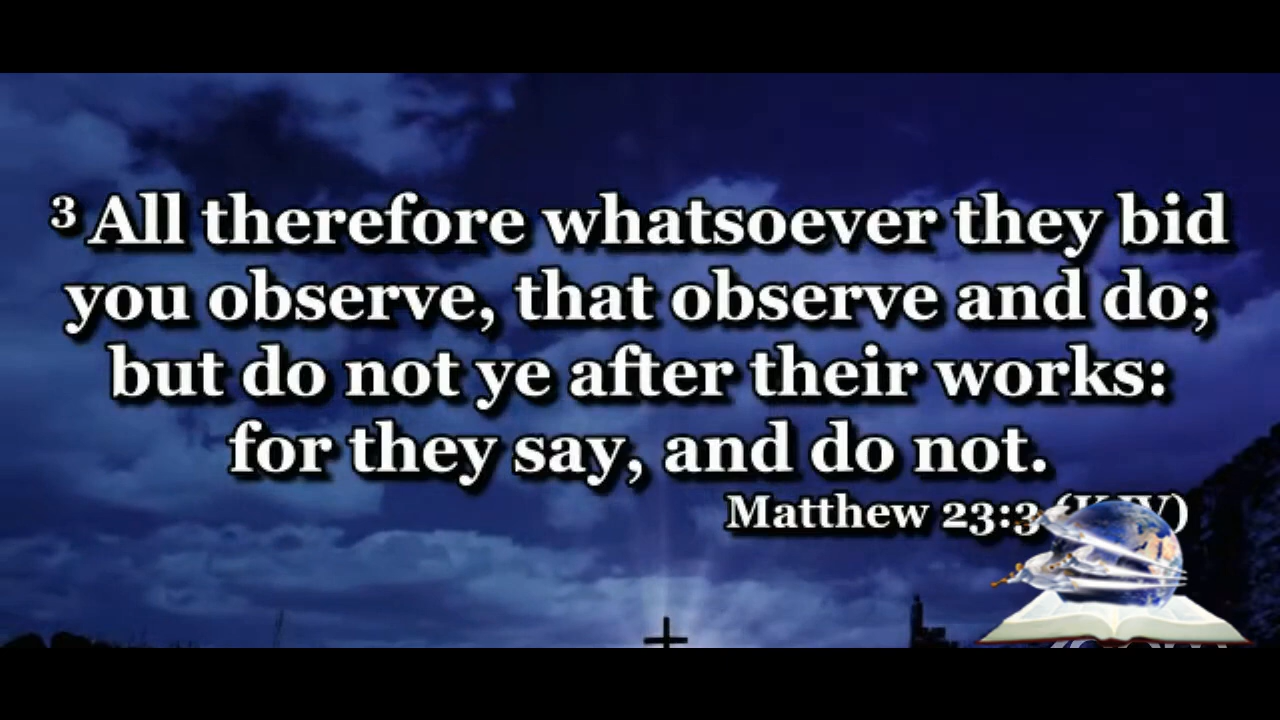 ³ All therefore whatsoever they bid
you observe, that observe and do;
but do not ye after their works:
for they say, and do not.
Matthew 23:3